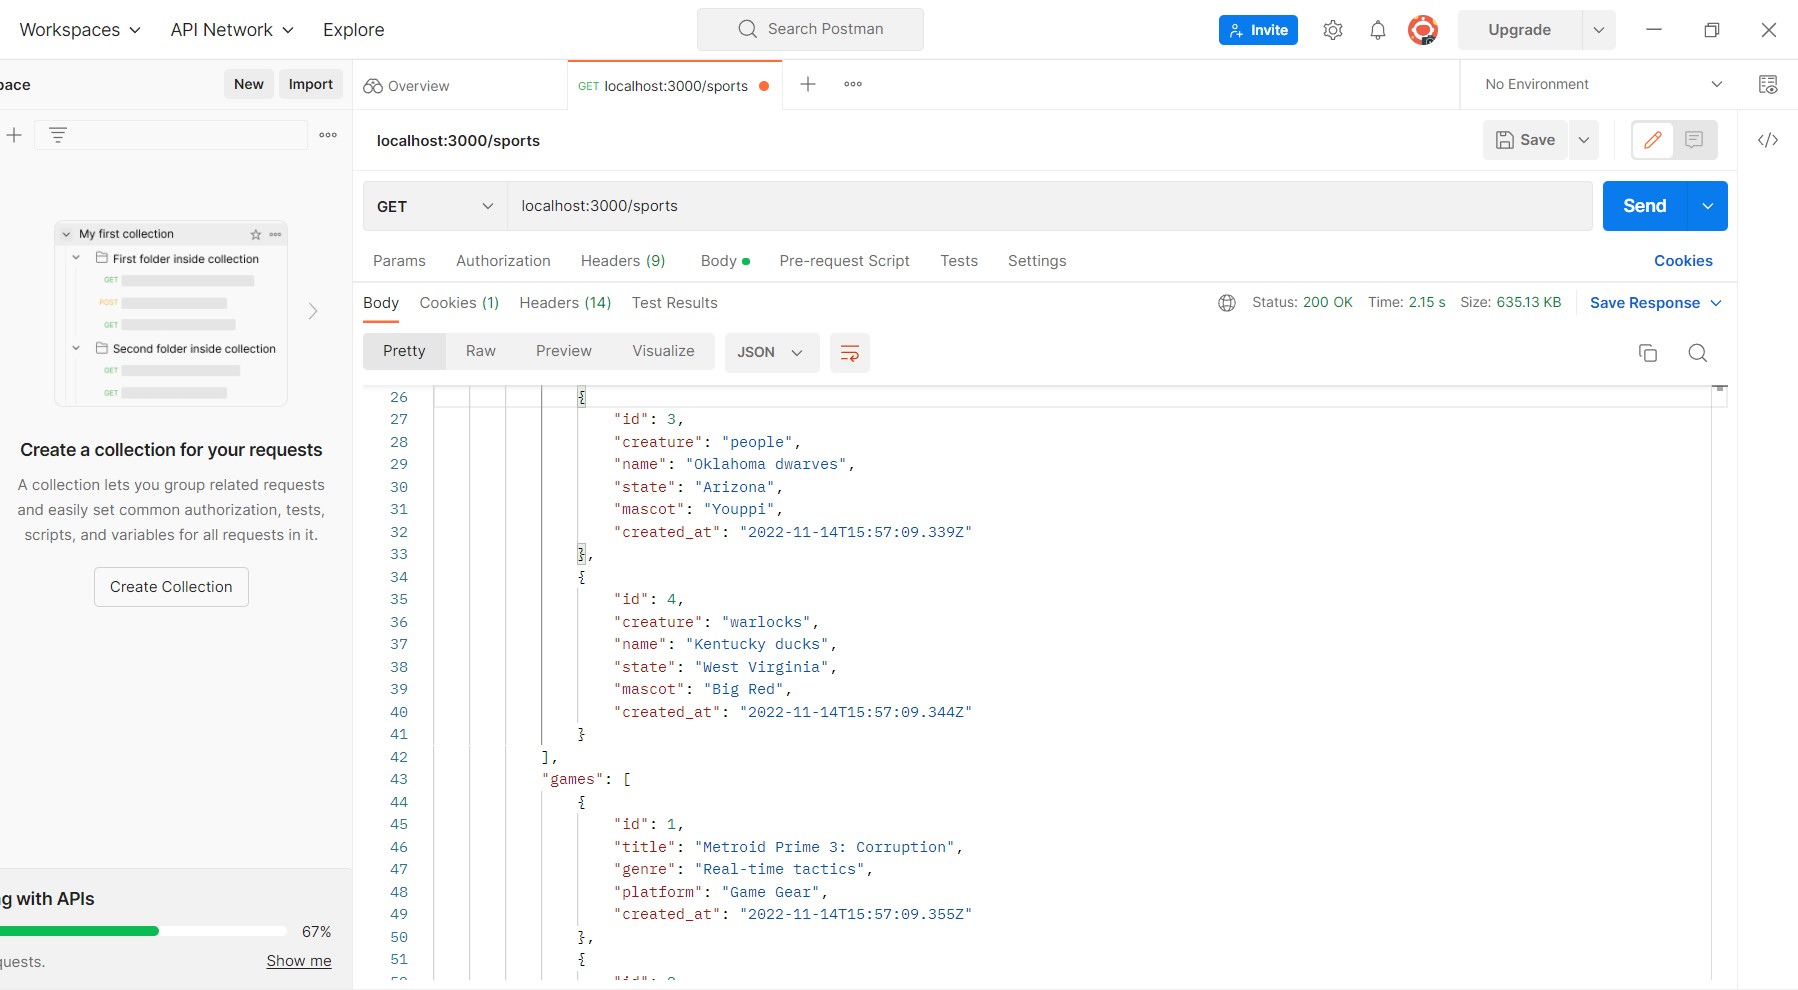 Workspaces API Network Explore Search Postman Invite Upgrade
pace New Import Overview GET localhost:3000/sports No Environment
localhost:3000/sports Save
GET localhost:3000/sports Send
Params Authorization Headers (9) Body Pre-request Script Tests Settings Cookies
Body Cookies (1) Headers (14) Test Results Status: 200 OK Time: 2.15 s Size: 635.13 KB Save Response
Pretty Raw Preview Visualize JSON
My first collection
First folder inside collection
GET
POST
GET
Second folder inside collection
GET
GET
Create a collection for your requests
A collection lets you group related requests
and easily set common authorization, tests,
scripts, and variables for all requests in it.
Create Collection
g with APIs
67%
quests.
Show me
26 {
27 "id": 3,
28 "creature": "people",
29 "name": "Oklahoma dwarves",
30 "state": "Arizona",
31 "mascot": "Youppi",
32 "created_at": "2022-11-14T15:57:09.339Z"
33 },
34 {
35 "id": 4,
36 "creature": "warlocks",
37 "name": "Kentucky ducks",
38 "state": "West Virginia",
39 "mascot": "Big Red",
40 "created_at": "2022-11-14T15:57:09.344Z"
41 }
42 ],
43 "games": [
44 {
45 "id": 1,
46 "title": "Metroid Prime 3: Corruption",
47 "genre": "Real-time tactics",
48 "platform": "Game Gear",
49 "created_at": "2022-11-14T15:57:09.355Z"
50 },
51 {